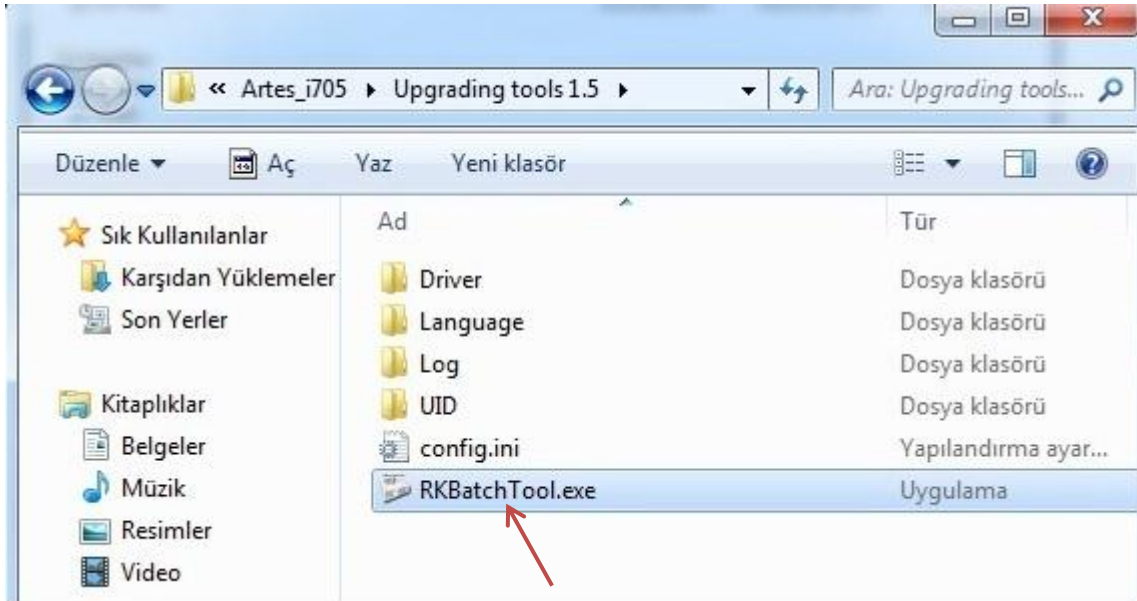 « Artes_i705 ▸ Upgrading tools 1.5 ▸ Ara: Upgrading tools...
Düzenle Aç Yaz Yeni klasör
Ad Tür
Sık Kullanılanlar
Karşıdan Yüklemeler
Son Yerler
Kitaplıklar
Belgeler
Müzik
Resimler
Video
Driver Dosya klasörü
Language Dosya klasörü
Log Dosya klasörü
UID Dosya klasörü
config.ini Yapılandırma ayar...
RKBatchTool.exe Uygulama